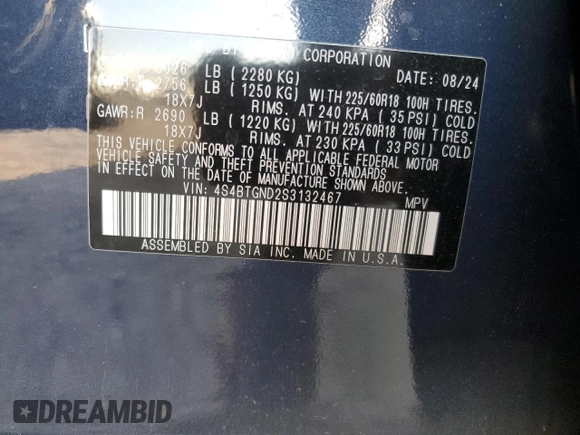 CORPORATION DATE: 08/24
LB ( 2280 KG)
2756 LB ( 1250 KG) WITH 225/60R18 100H TIRES.
18X7J RIMS. AT 240 KPA ( 35 PSI) COLD
GAWR:R 2690 LB ( 1220 KG) WITH 225/60R18 100H TIRES.
18X7J RIMS. AT 230 KPA ( 33 PSI) COLD
THIS VEHICLE CONFORMS TO ALL APPLICABLE FEDERAL MOTOR
VEHICLE SAFETY AND THEFT PREVENTION STANDARDS
IN EFFECT ON THE DATE OF MANUFACTURE SHOWN ABOVE.
VIN: 4S4BTGND2S3132467 MPV
ASSEMBLED BY SIA INC. MADE IN U.S.A.
DREAMBID